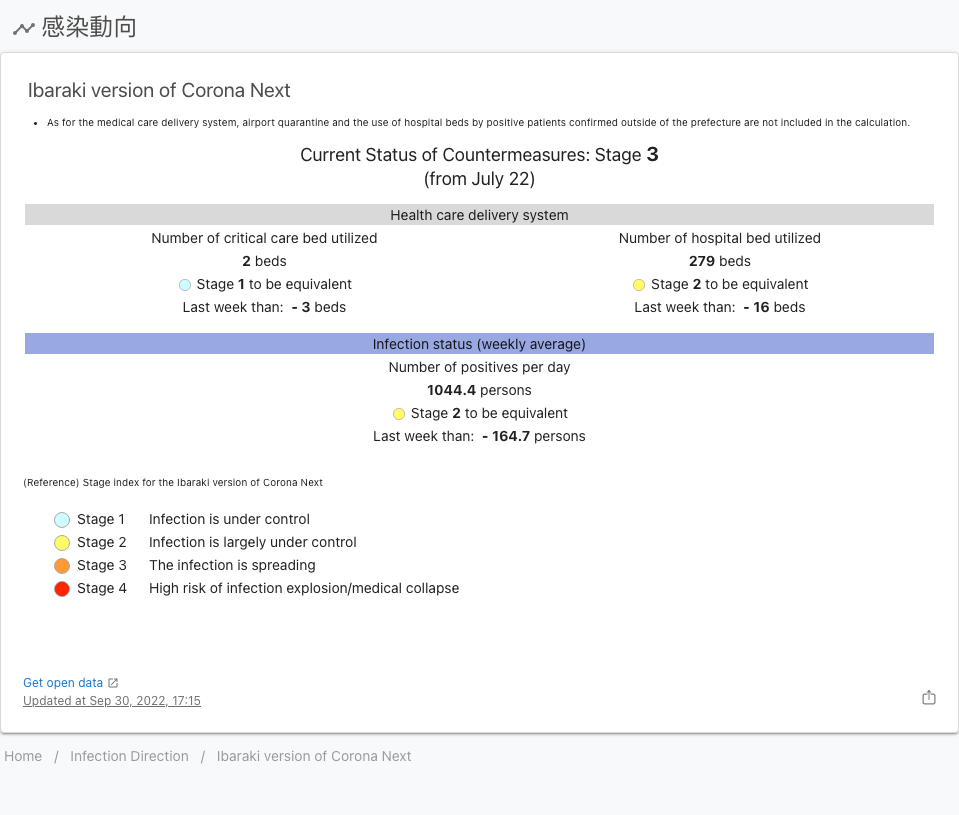 感染動向
Ibaraki version of Corona Next
• As for the medical care delivery system, airport quarantine and the use of hospital beds by positive patients confirmed outside of the prefecture are not included in the calculation.
Current Status of Countermeasures: Stage 3
(from July 22)
Health care delivery system
Number of critical care bed utilized
2 beds
Stage 1 to be equivalent
Last week than: - 3 beds
Number of hospital bed utilized
279 beds
Stage 2 to be equivalent
Last week than: - 16 beds
Infection status (weekly average)
Number of positives per day
1044.4 persons
Stage 2 to be equivalent
Last week than: - 164.7 persons
(Reference) Stage index for the Ibaraki version of Corona Next
Stage 1 Infection is under control
Stage 2 Infection is largely under control
Stage 3 The infection is spreading
Stage 4 High risk of infection explosion/medical collapse
Get open data
Updated at Sep 30, 2022, 17:15
Home / Infection Direction / Ibaraki version of Corona Next